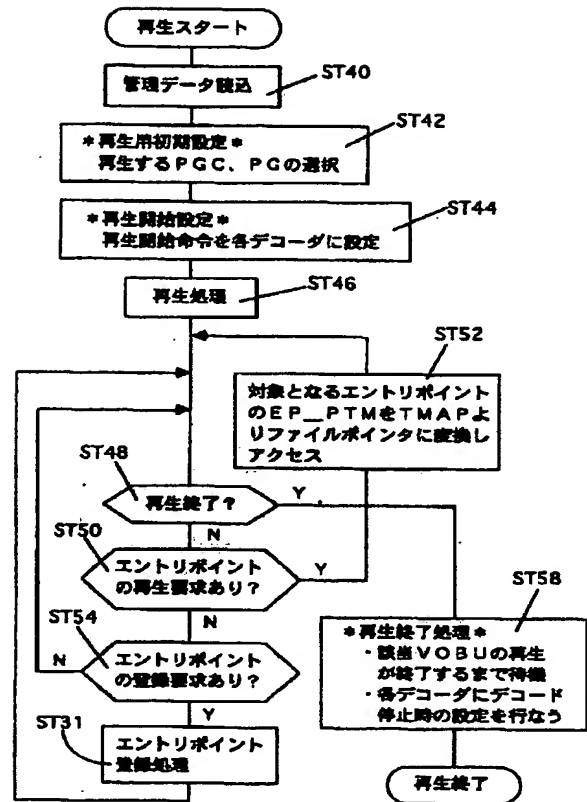 再生スタート
管理データ読込
ST40
*再生用初期設定*
再生するPGC、PGの選択
ST42
*再生開始設定*
再生開始命令を各デコーダに設定
ST44
再生処理
ST46
ST52
対象となるエントリポイント
のEP__PTMをTMAPよ
りファイルポインタに変換し
アクセス
ST48
再生終了?
Y
N
ST50
エントリポイント
の再生要求あり?
Y
N
ST54
エントリポイント
の登録要求あり?
N
Y
ST31
エントリポイント
登録処理
ST58
*再生終了処理*
・該当VOBUの再生
が終了するまで待機
・各デコーダにデコード
停止時の設定を行なう
再生終了